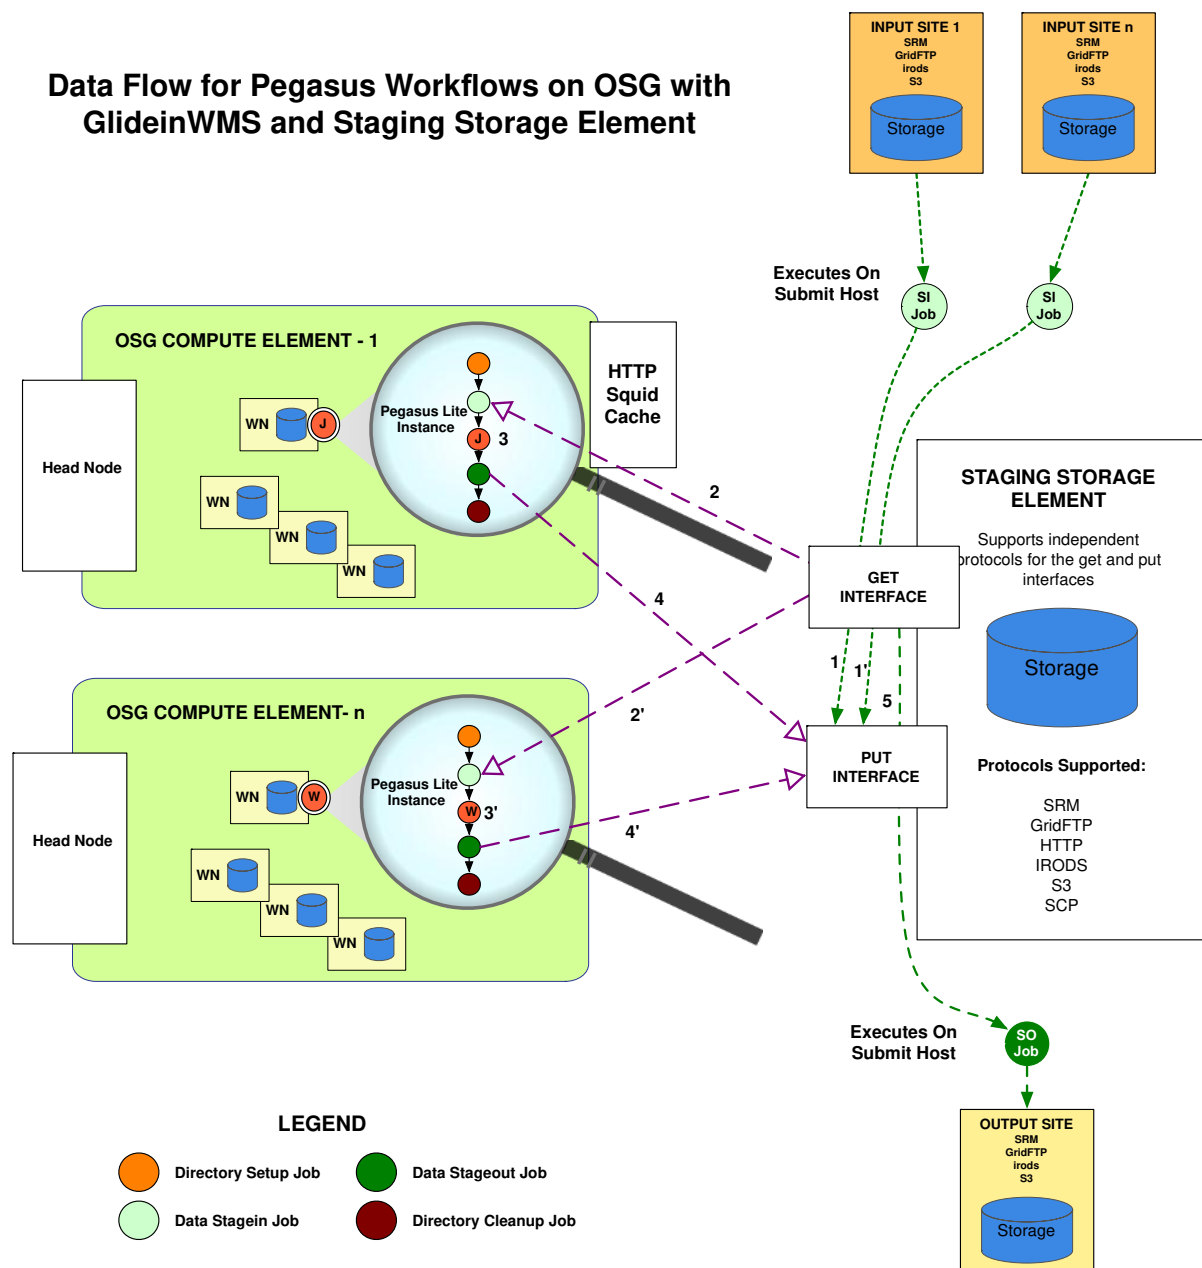 Data Flow for Pegasus Workflows on OSG with
GlideinWMS and Staging Storage Element
INPUT SITE 1
SRM
GridFTP
irods
S3
Storage
INPUT SITE n
SRM
GridFTP
irods
S3
Storage
Executes On
Submit Host
SI
Job
SI
Job
OSG COMPUTE ELEMENT - 1
Head Node
WN
J
WN
WN
WN
Pegasus Lite
Instance
J
3
HTTP
Squid
Cache
2
4
STAGING STORAGE
ELEMENT
Supports independent
protocols for the get and put
interfaces
Storage
GET
INTERFACE
1
1'
5
PUT
INTERFACE
Protocols Supported:
SRM
GridFTP
HTTP
IRODS
S3
SCP
OSG COMPUTE ELEMENT- n
Head Node
WN
W
WN
WN
WN
Pegasus Lite
Instance
W
3'
2'
4'
Executes On
Submit Host
SO
Job
OUTPUT SITE
SRM
GridFTP
irods
S3
Storage
LEGEND
Directory Setup Job
Data Stageout Job
Data Stagein Job
Directory Cleanup Job